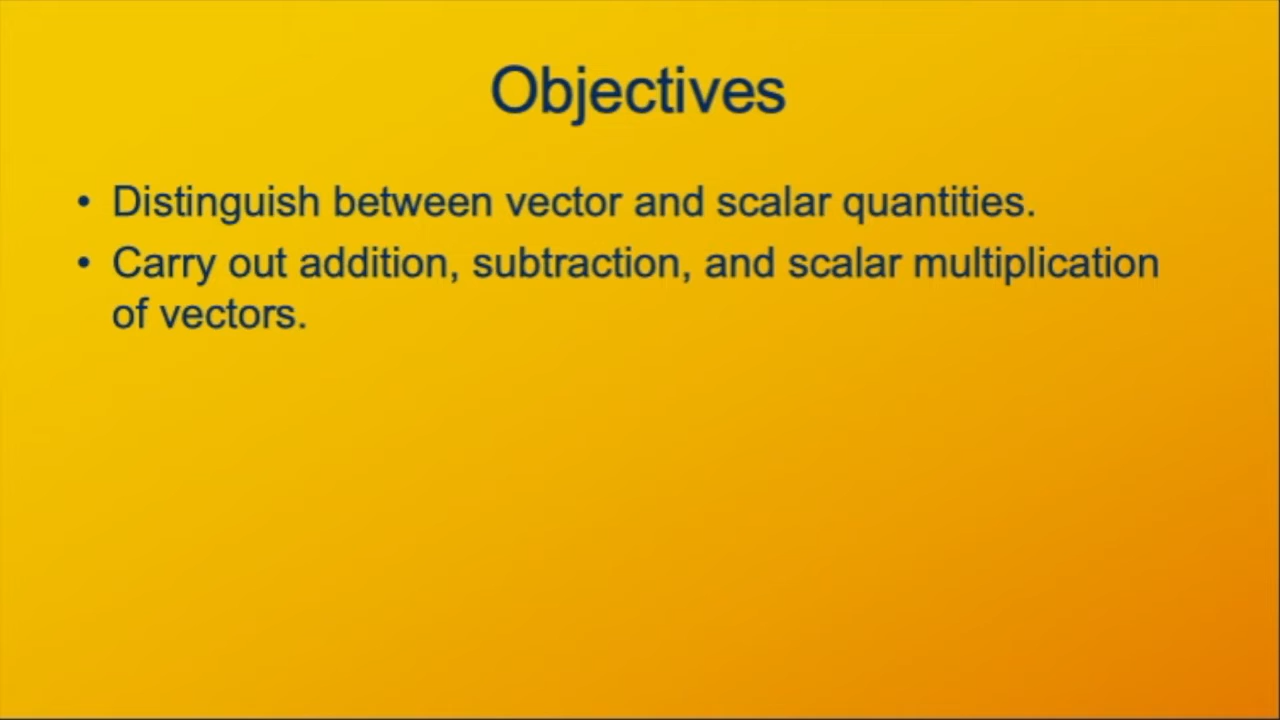 Objectives
• Distinguish between vector and scalar quantities.
• Carry out addition, subtraction, and scalar multiplication
of vectors.